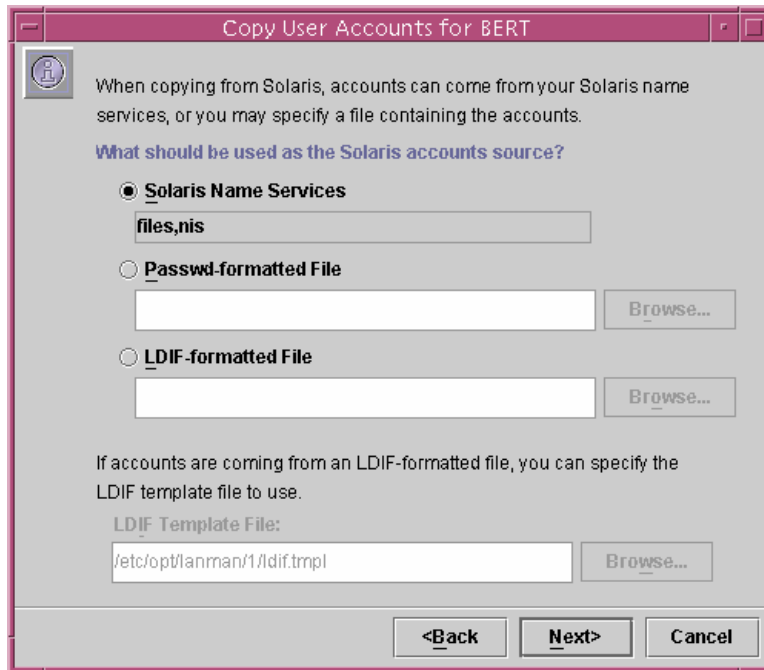 Copy User Accounts for BERT
When copying from Solaris, accounts can come from your Solaris name
services, or you may specify a file containing the accounts.
What should be used as the Solaris accounts source?
Solaris Name Services
files,nis
Passwd-formatted File
Browse...
LDIF-formatted File
Browse...
If accounts are coming from an LDIF-formatted file, you can specify the
LDIF template file to use.
LDIF Template File:
/etc/opt/lanman/1/ldif.tmpl
Browse...
<Back
Next>
Cancel